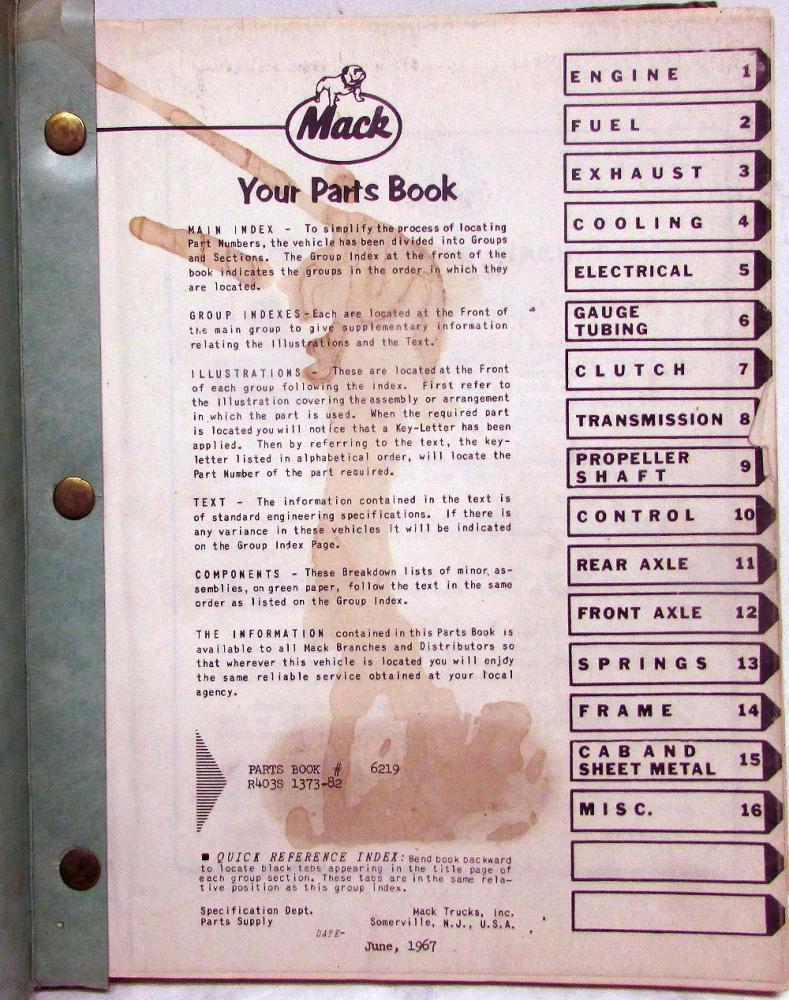 Mack
Your Parts Book
MAIN INDEX - To simplify the process of locating
Part Numbers, the vehicle has been divided into Groups
and Sections. The Group Index at the front of the
book indicates the groups in the order in which they
are located.
GROUP INDEXES-Each are located at the Front of
the main group to give supplementary information
relating the Illustrations and the Text.
ILLUSTRATIONS - These are located at the Front
of each group following the index. First refer to
the Illustration covering the assembly or arrangement
in which the part is used. When the required part
is located you will notice that a Key-Letter has been
applied. Then by referring to the text, the key-
letter listed in alphabetical order, will locate the
Part Number of the part required.
TEXT - The information contained in the text is
of standard engineering specifications. If there is
any variance in these vehicles it will be indicated
on the Group Index Page.
COMPONENTS - These Breakdown lists of minor as-
semblies, on green paper, follow the text in the same
order as listed on the Group Index.
THE INFORMATION contained in this Parts Book is
available to all Mack Branches and Distributors so
that wherever this vehicle is located you will enjoy
the same reliable service obtained at your local
agency.
PARTS BOOK # 6219
R403S 1373-82
■ QUICK REFERENCE INDEX: Bend book backward
to locate black tabs appearing in the title page of
each group section. These tabs are in the same rela-
tive position as this group index.
Specification Dept. Mack Trucks, Inc.
Parts Supply Somerville, N.J., U.S.A.
DATE-
June, 1967
ENGINE 1
FUEL 2
EXHAUST 3
COOLING 4
ELECTRICAL 5
GAUGE
TUBING 6
CLUTCH 7
TRANSMISSION 8
PROPELLER
SHAFT 9
CONTROL 10
REAR AXLE 11
FRONT AXLE 12
SPRINGS 13
FRAME 14
CAB AND
SHEET METAL 15
MISC. 16